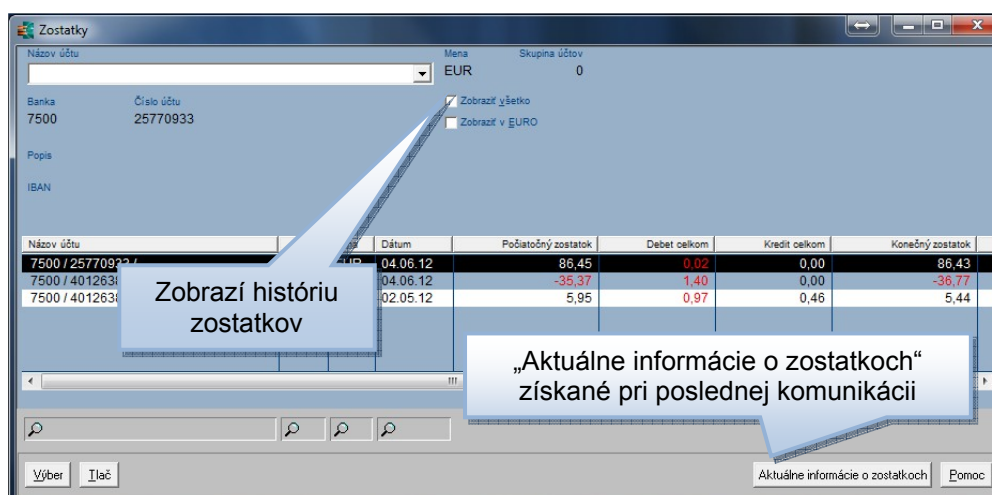 Zostatky
Názov účtu Mena Skupina účtov
EUR 0
Banka Číslo účtu Zobraziť všetko
7500 25770933
Zobraziť v EURO
Popis
IBAN
Názov účtu Dátum Počiatočný zostatok Debet celkom Kredit celkom Konečný zostatok
7500 / 25770933 / EUR 04.06.12 86,45 0,02 0,00 86,43
7500 / 4012638 04.06.12 -35,37 1,40 0,00 -36,77
7500 / 4012638 02.05.12 5,95 0,97 0,46 5,44
Zobrazí históriu
zostatkov
„Aktuálne informácie o zostatkoch“
získané pri poslednej komunikácii
Výber Tlač Aktuálne informácie o zostatkoch Pomoc